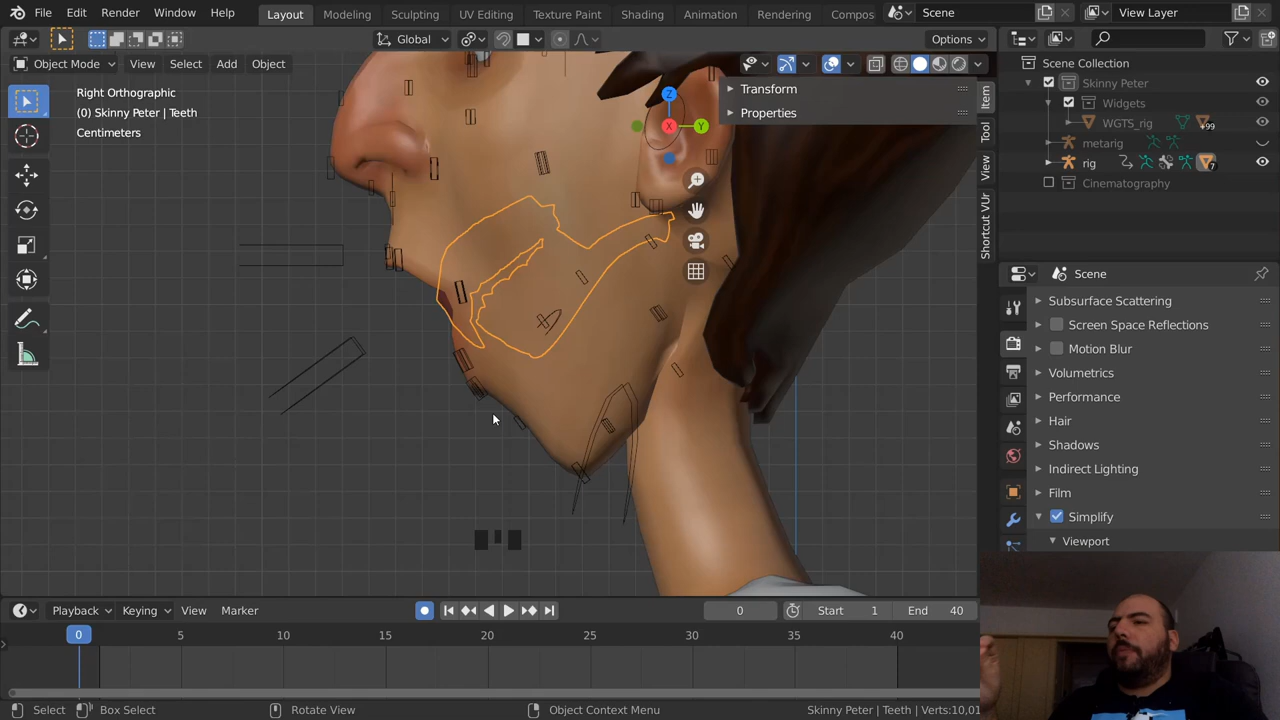 File Edit Render Window Help Layout Modeling Sculpting UV Editing Texture Paint Shading Animation Rendering Compos Scene View Layer
Global Options
Object Mode View Select Add Object
Right Orthographic
(0) Skinny Peter | Teeth
Centimeters
Transform
Properties
Item
Tool
View
Shortcut VUr
Z
X
Y
Scene Collection
Skinny Peter
Widgets
WGTS_rig
+99
metarig
rig
7
Cinematography
Scene
Subsurface Scattering
Screen Space Reflections
Motion Blur
Volumetrics
Performance
Hair
Curves
Shadows
Indirect Lighting
Film
Simplify
Viewport
Playback Keying View Marker 0 Start 1 End 40
0 5 10 15 20 25 30 35 40
Select Box Select Rotate View Object Context Menu Skinny Peter | Teeth | Verts:10,01